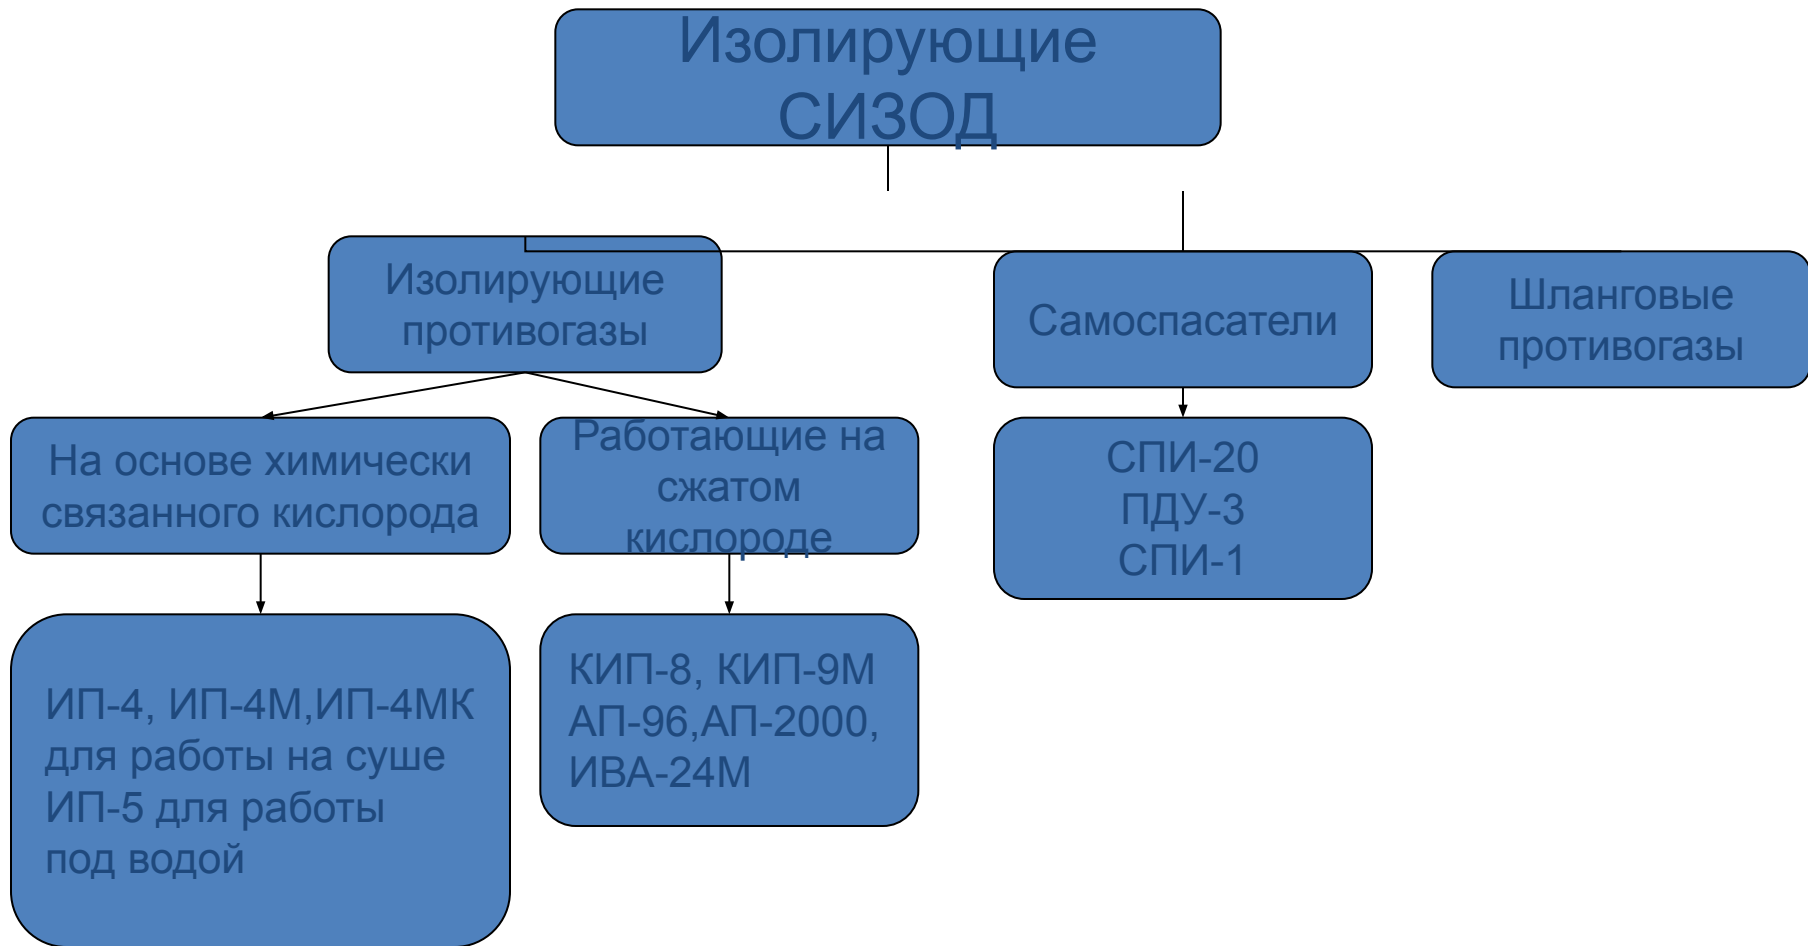 Изолирующие
СИЗОД
Изолирующие
противогазы
Самоспасатели
Шланговые
противогазы
На основе химически
связанного кислорода
Работающие на
сжатом
кислороде
СПИ-20
ПДУ-3
СПИ-1
ИП-4, ИП-4М,ИП-4МК
для работы на суше
ИП-5 для работы
под водой
КИП-8, КИП-9М
АП-96,АП-2000,
ИВА-24М